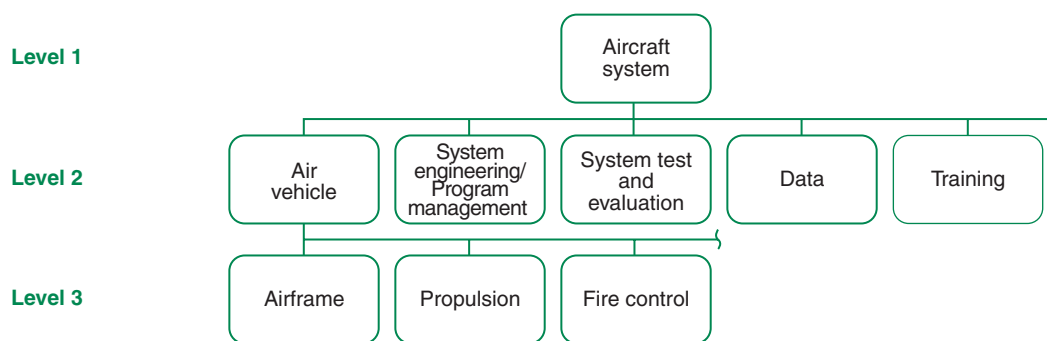 Level 1
Aircraft
system
Level 2
Air
vehicle
System
engineering/
Program
management
System test
and
evaluation
Data
Training
Level 3
Airframe
Propulsion
Fire control